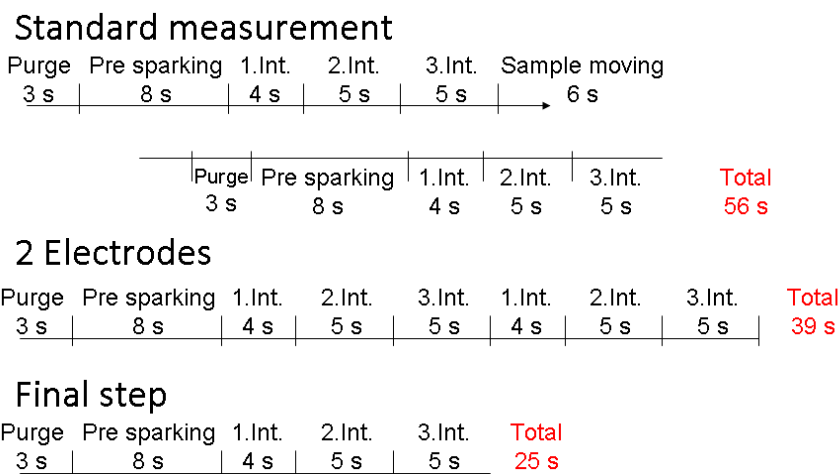 Standard measurement
Purge Pre sparking 1.Int. 2.Int. 3.Int. Sample moving
3 s 8 s 4 s 5 s 5 s 6 s
Purge Pre sparking 1.Int. 2.Int. 3.Int. Total
3 s 8 s 4 s 5 s 5 s 56 s
2 Electrodes
Purge Pre sparking 1.Int. 2.Int. 3.Int. 1.Int. 2.Int. 3.Int. Total
3 s 8 s 4 s 5 s 5 s 4 s 5 s 5 s 39 s
Final step
Purge Pre sparking 1.Int. 2.Int. 3.Int. Total
3 s 8 s 4 s 5 s 5 s 25 s